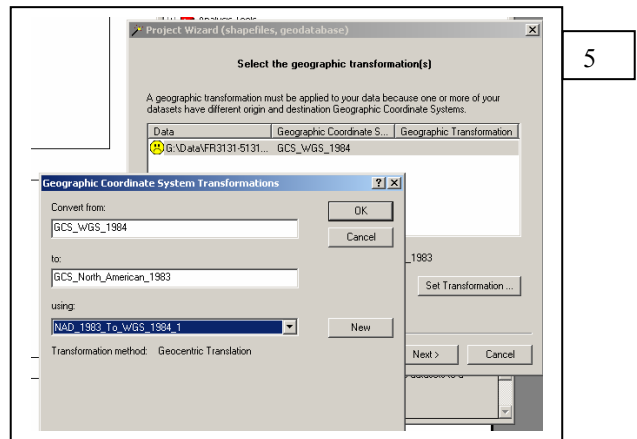 Analysis Tools
Project Wizard (shapefiles, geodatabase)
5
Select the geographic transformation(s)
A geographic transformation must be applied to your data because one or more of your
datasets have different origin and destination Geographic Coordinate Systems.
Data Geographic Coordinate S... Geographic Transformation
G:\Data\FR3131-5131... GCS_WGS_1984
Geographic Coordinate System Transformations
Convert from:
GCS_WGS_1984
OK
Cancel
to:
GCS_North_American_1983
_1983
Set Transformation ...
using:
NAD_1983_To_WGS_1984_1
New
Transformation method: Geocentric Translation
Next >
Cancel
datasets to a